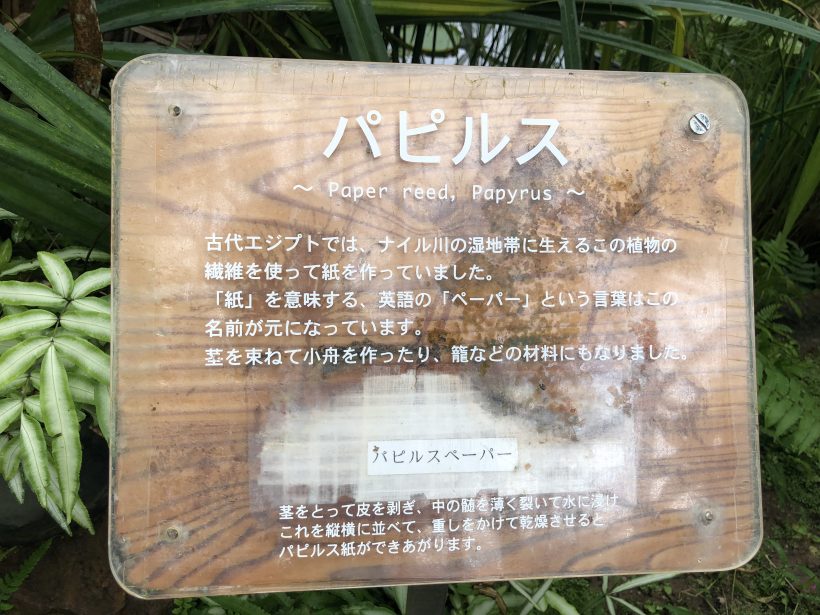 パピルス
～ Paper reed, Papyrus ～
古代エジプトでは、ナイル川の湿地帯に生えるこの植物の
繊維を使って紙を作っていました。
「紙」を意味する、英語の「ペーパー」という言葉はこの
名前が元になっています。
茎を束ねて小舟を作ったり、籠などの材料にもなりました。
パピルスペーパー
茎をとって皮を剥ぎ、中の髄を薄く裂いて水に浸け
これを縦横に並べて、重しをかけて乾燥させると
パピルス紙ができあがります。